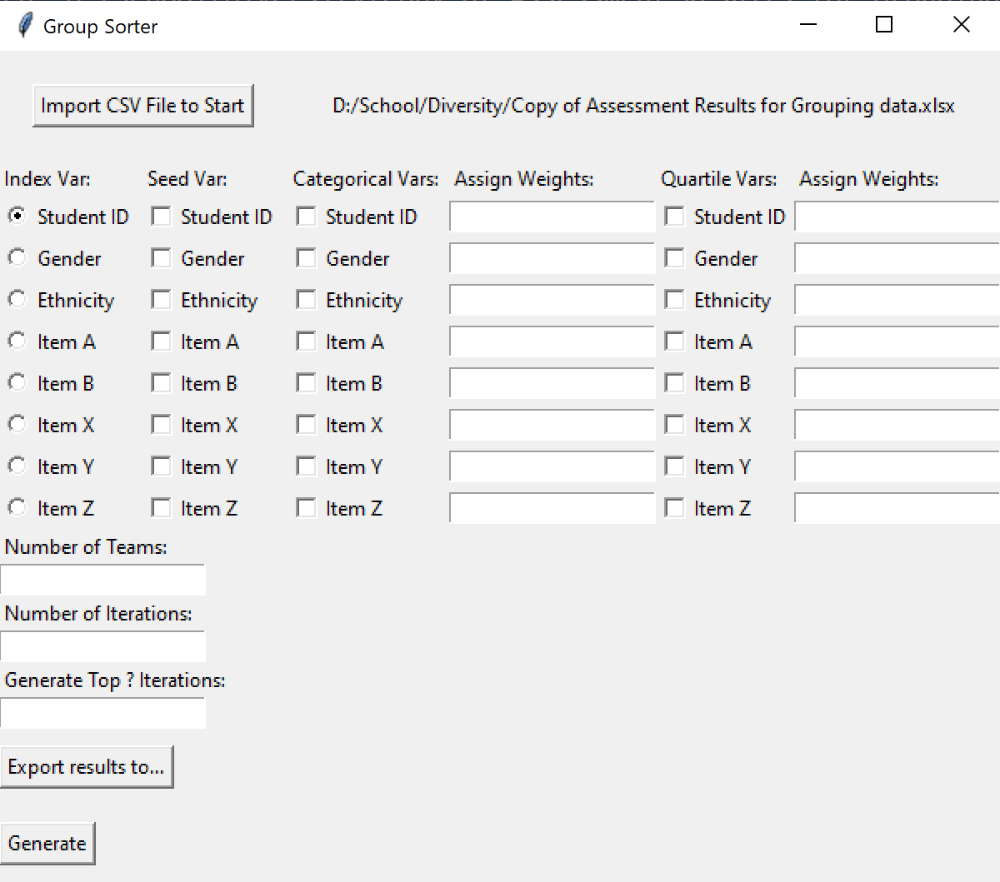 Group Sorter
Import CSV File to Start D:/School/Diversity/Copy of Assessment Results for Grouping data.xlsx
Index Var: Seed Var: Categorical Vars: Assign Weights: Quartile Vars: Assign Weights:
Student ID Student ID Student ID Student ID
Gender Gender Gender Gender
Ethnicity Ethnicity Ethnicity Ethnicity
Item A Item A Item A Item A
Item B Item B Item B Item B
Item X Item X Item X Item X
Item Y Item Y Item Y Item Y
Item Z Item Z Item Z Item Z
Number of Teams:
Number of Iterations:
Generate Top ? Iterations:
Export results to...
Generate